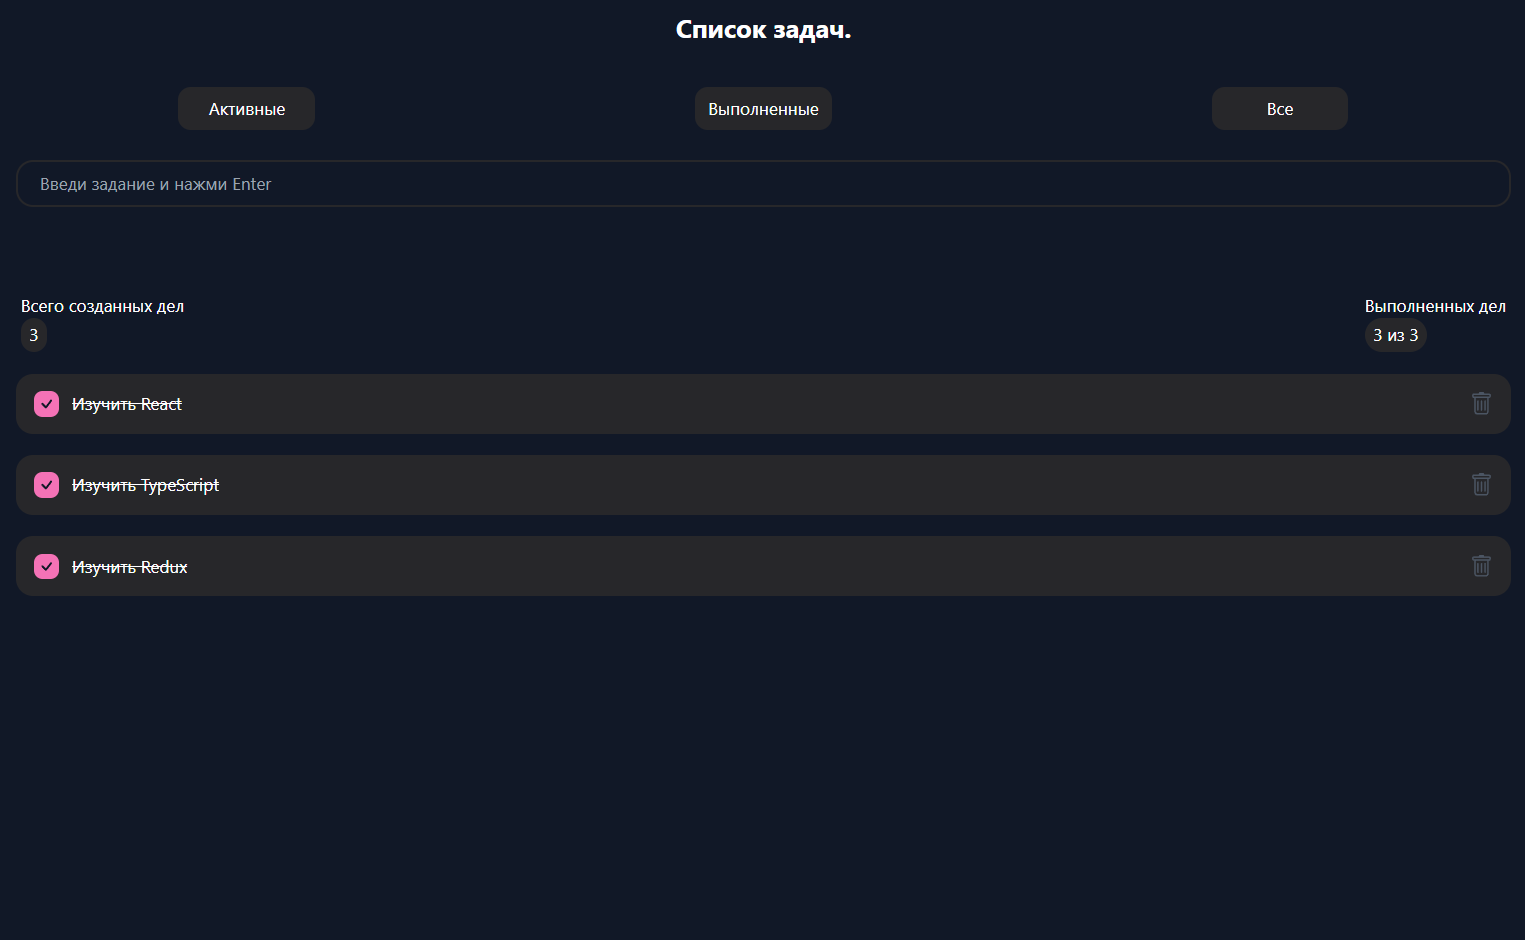 Список задач.
Активные
Выполненные
Все
Введи задание и нажми Enter
Всего созданных дел
3
Выполненных дел
3 из 3
Изучить React
Изучить TypeScript
Изучить Redux